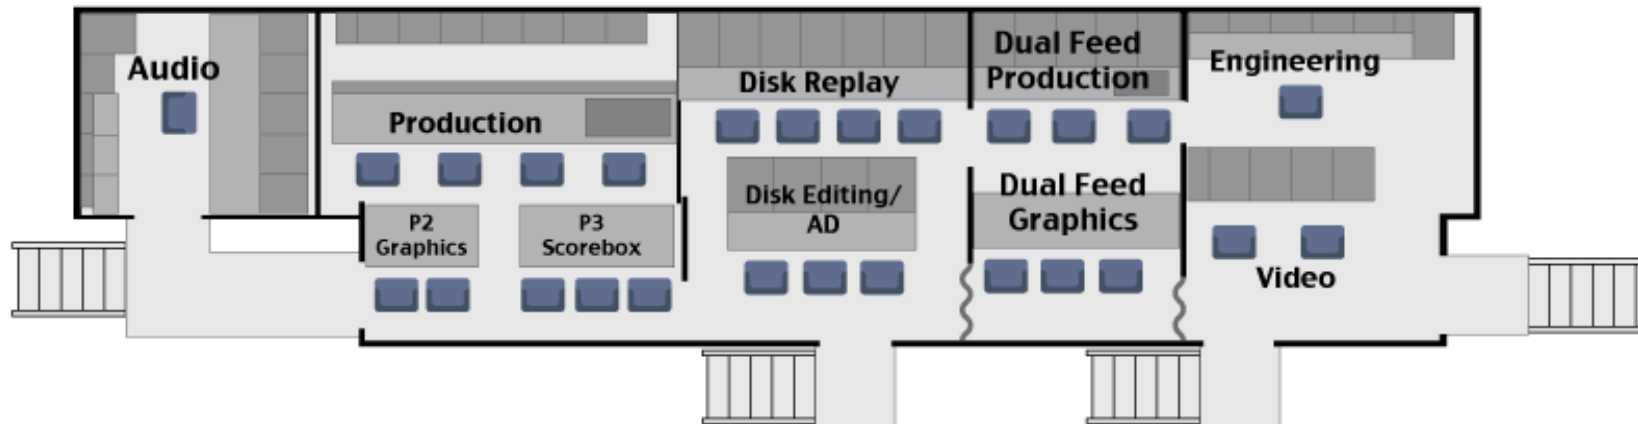 Audio
Production
P2
Graphics
P3
Scorebox
Disk Replay
Disk Editing/
AD
Dual Feed
Production
Dual Feed
Graphics
Engineering
Video